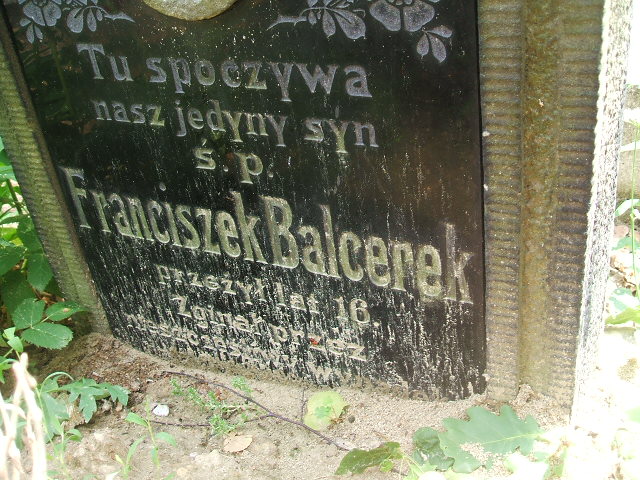 Tu spoczywa
nasz jedyny syn
ś. p.
Franciszek Balcerek
przeżył lat 16.
Zginął przez